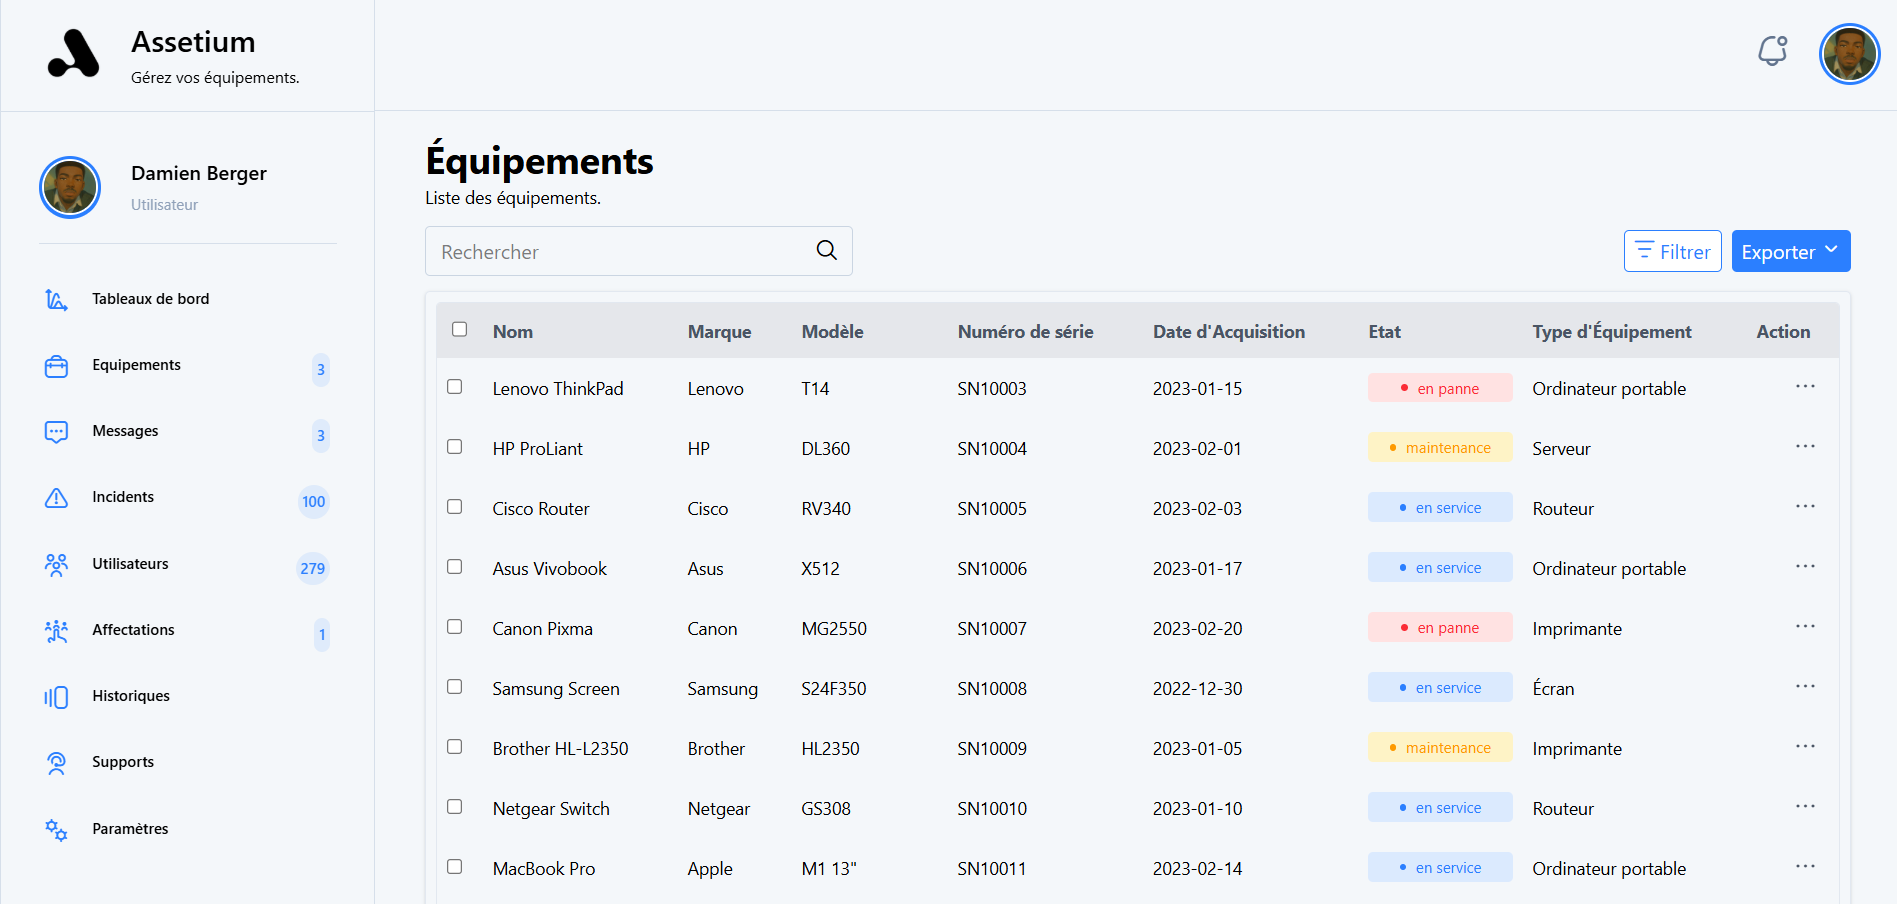 Assetium
Gérez vos équipements.
Damien Berger
Utilisateur
Tableaux de bord
Equipements 3
Messages 3
Incidents 100
Utilisateurs 279
Affectations 1
Historiques
Supports
Paramètres
Équipements
Liste des équipements.
Rechercher
Filtrer
Exporter
Nom Marque Modèle Numéro de série Date d'Acquisition Etat Type d'Équipement Action
Lenovo ThinkPad Lenovo T14 SN10003 2023-01-15 en panne Ordinateur portable ...
HP ProLiant HP DL360 SN10004 2023-02-01 maintenance Serveur ...
Cisco Router Cisco RV340 SN10005 2023-02-03 en service Routeur ...
Asus Vivobook Asus X512 SN10006 2023-01-17 en service Ordinateur portable ...
Canon Pixma Canon MG2550 SN10007 2023-02-20 en panne Imprimante ...
Samsung Screen Samsung S24F350 SN10008 2022-12-30 en service Écran ...
Brother HL-L2350 Brother HL2350 SN10009 2023-01-05 maintenance Imprimante ...
Netgear Switch Netgear GS308 SN10010 2023-01-10 en service Routeur ...
MacBook Pro Apple M1 13" SN10011 2023-02-14 en service Ordinateur portable ...